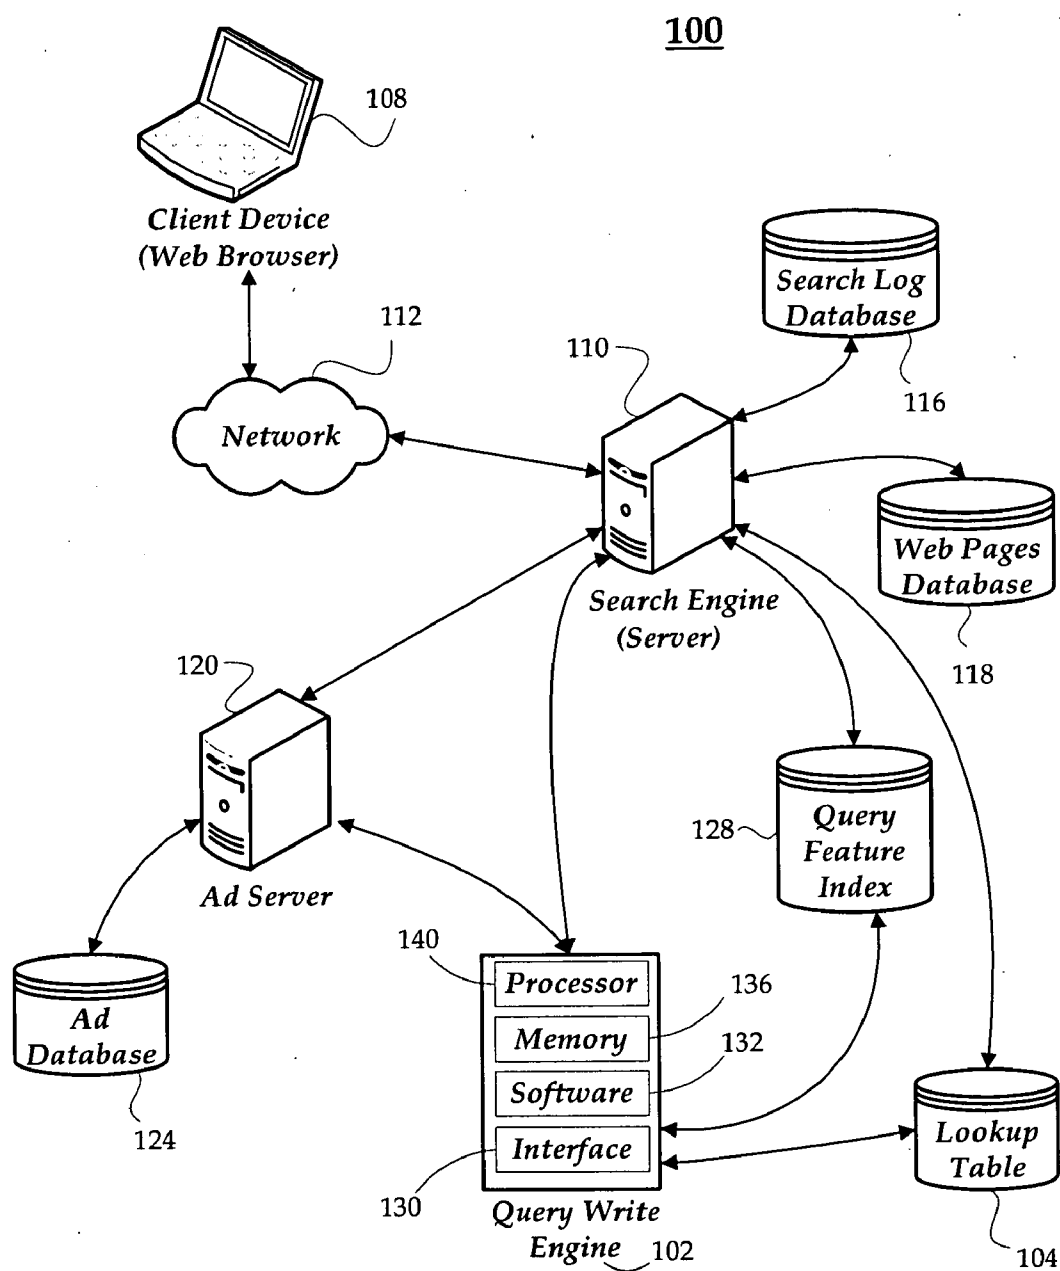 100
108
Client Device
(Web Browser)
112
Network
110
Search Log
Database
116
Search Engine
(Server)
Web Pages
Database
118
120
Ad Server
128
Query
Feature
Index
Ad
Database
124
140
Processor
136
Memory
132
Software
130
Interface
Query Write
Engine
102
Lookup
Table
104